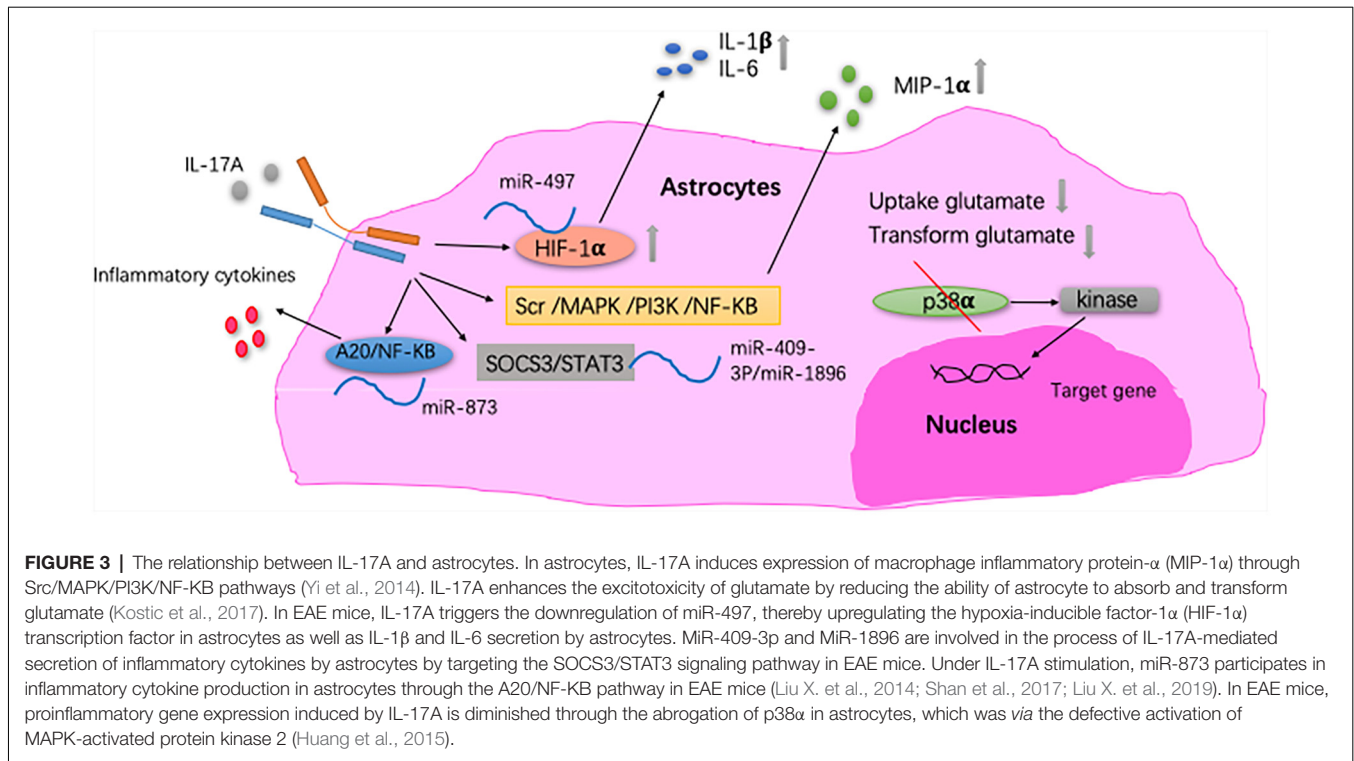 IL-1β
IL-6
MIP-1α
IL-17A
miR-497
Astrocytes
HIF-1α
Uptake glutamate
Transform glutamate
Inflammatory cytokines
Scr /MAPK /PI3K /NF-KB
p38α
kinase
A20/NF-KB
SOCS3/STAT3
miR-409-
3P/miR-1896
miR-873
Target gene
Nucleus
FIGURE 3 | The relationship between IL-17A and astrocytes. In astrocytes, IL-17A induces expression of macrophage inflammatory protein-α (MIP-1α) through
Src/MAPK/PI3K/NF-KB pathways (Yi et al., 2014). IL-17A enhances the excitotoxicity of glutamate by reducing the ability of astrocyte to absorb and transform
glutamate (Kostic et al., 2017). In EAE mice, IL-17A triggers the downregulation of miR-497, thereby upregulating the hypoxia-inducible factor-1α (HIF-1α)
transcription factor in astrocytes as well as IL-1β and IL-6 secretion by astrocytes. MiR-409-3p and MiR-1896 are involved in the process of IL-17A-mediated
secretion of inflammatory cytokines by astrocytes by targeting the SOCS3/STAT3 signaling pathway in EAE mice. Under IL-17A stimulation, miR-873 participates in
inflammatory cytokine production in astrocytes through the A20/NF-KB pathway in EAE mice (Liu X. et al., 2014; Shan et al., 2017; Liu X. et al., 2019). In EAE mice,
proinflammatory gene expression induced by IL-17A is diminished through the abrogation of p38α in astrocytes, which was via the defective activation of
MAPK-activated protein kinase 2 (Huang et al., 2015).